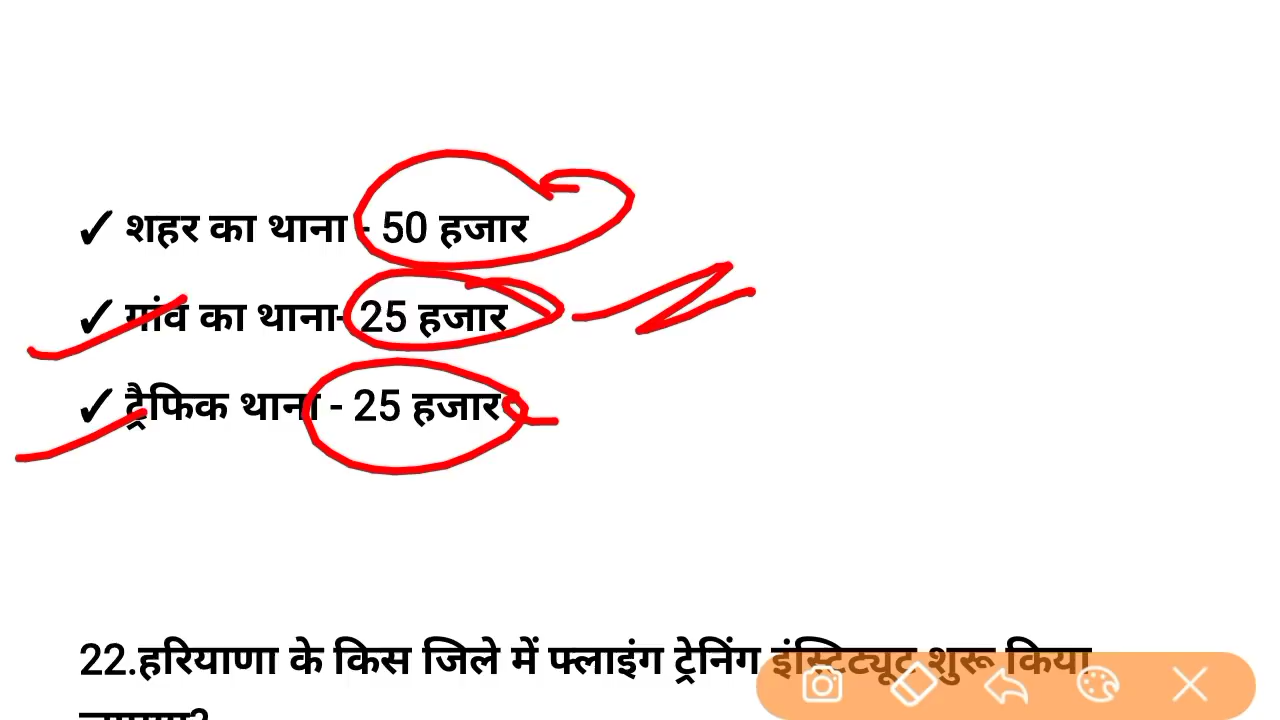 ✓ शहर का थाना - 50 हजार
✓ गांव का थाना- 25 हजार
✓ ट्रैफिक थाना - 25 हजार
22.हरियाणा के किस जिले में फ्लाइंग ट्रेनिंग इंस्टिट्यूट शुरू किया